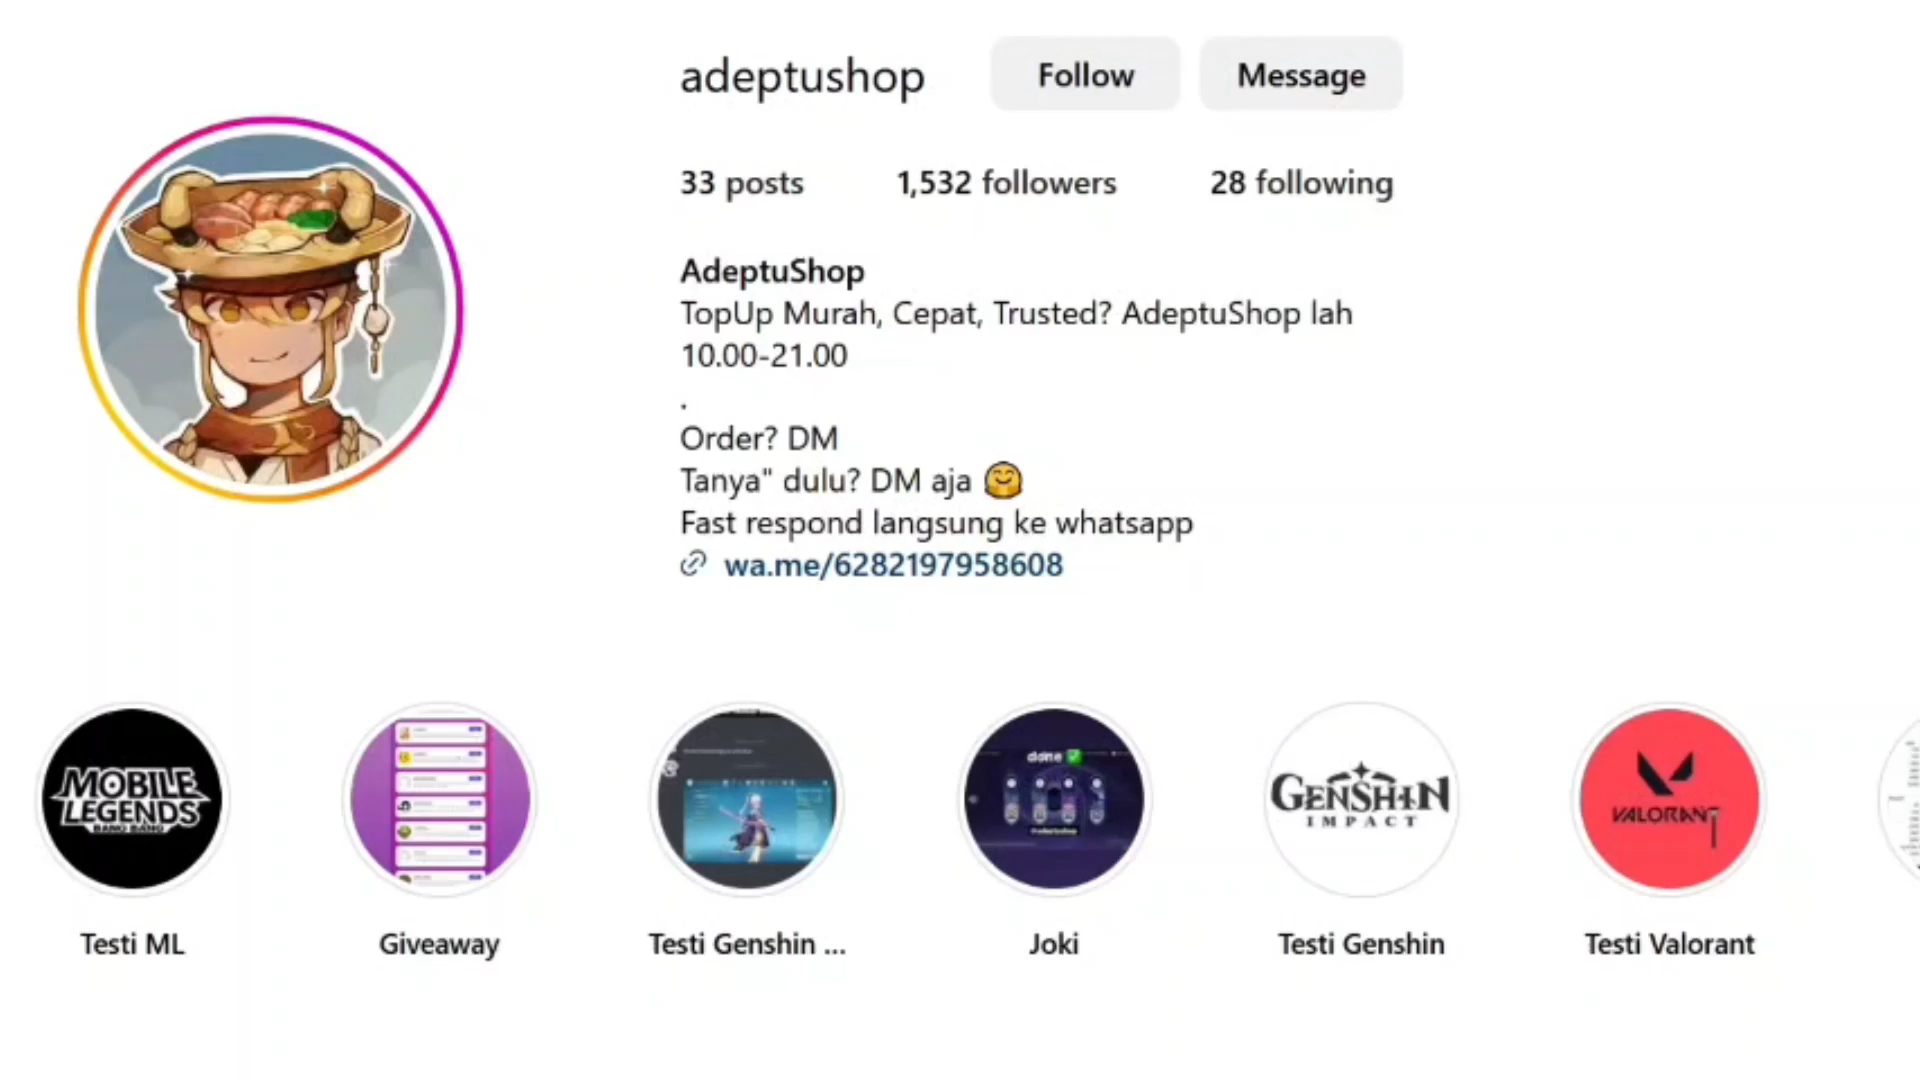 adeptushop Follow Message
33 posts 1,532 followers 28 following
AdeptuShop
TopUp Murah, Cepat, Trusted? AdeptuShop lah
10.00-21.00
.
Order? DM
Tanya" dulu? DM aja 🤗
Fast respond langsung ke whatsapp
wa.me/6282197958608
MOBILE
LEGENDS
BANG BANG
done ✅
GENSHIN
IMPACT
VALORANT
Testi ML Giveaway Testi Genshin ... Joki Testi Genshin Testi Valorant